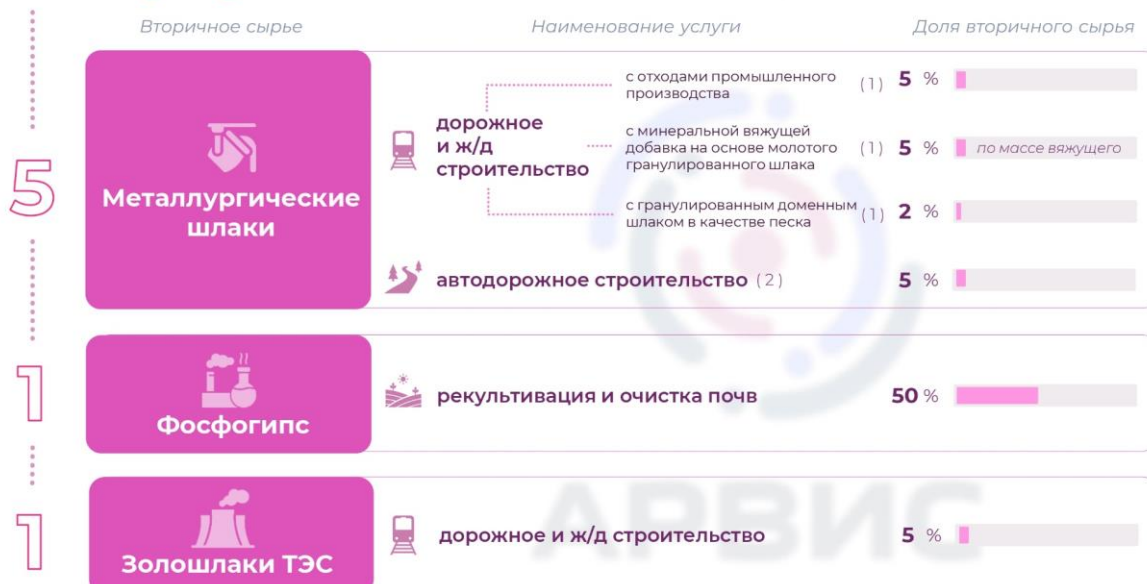 Вторичное сырье
Наименование услуги
Доля вторичного сырья
5
Металлургические
шлаки
дорожное
и ж/д
строительство
с отходами промышленного
производства
(1)
5 %
с минеральной вяжущей
добавка на основе молотого
гранулированного шлака
(1)
5 %
по массе вяжущего
с гранулированным доменным
шлаком в качестве песка
(1)
2 %
автодорожное строительство (2)
5 %
1
Фосфогипс
рекультивация и очистка почв
50 %
1
Золошлаки ТЭС
дорожное и ж/д строительство
5 %
АРВИС